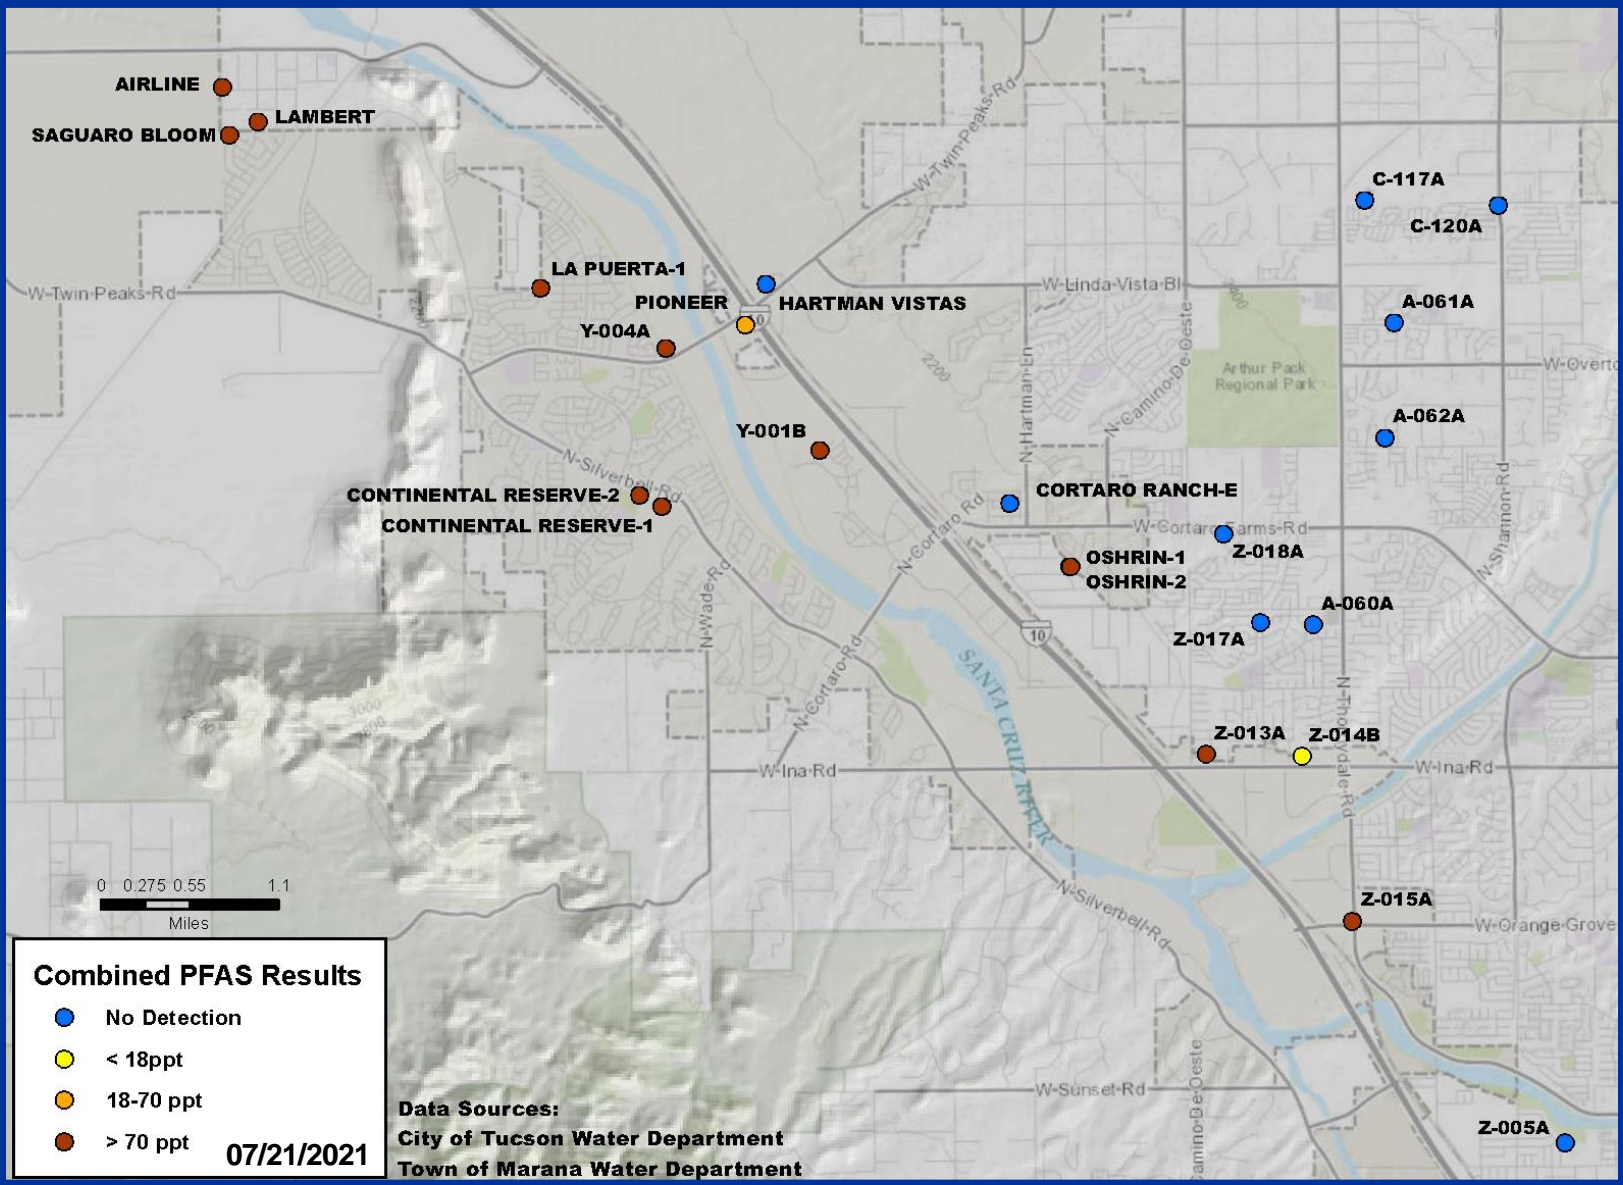 AIRLINE
LAMBERT
SAGUARO BLOOM
C-117A
C-120A
W-Twin-Peaks-Rd
W-Twin-Peaks-Rd
LA PUERTA-1
W-Linda-Vista-Bl
2400
PIONEER
HARTMAN VISTAS
A-061A
10
Y-004A
N-Camino-De-Oeste
2200
Arthur Pack
Regional Park
W-Overto
N-Hartman-Ln
A-062A
Y-001B
N-Silverbell-Rd
CONTINENTAL RESERVE-2
CONTINENTAL RESERVE-1
CORTARO RANCH-E
N-Cortaro Rd
W-Cortaro-Farms-Rd
N-Shannon-Rd
Z-018A
OSHRIN-1
OSHRIN-2
N-Wade-Rd
A-060A
Z-017A
10
SANTA CRUZ RIVER
N-Cortaro-Rd
3000
N-Thornydale-Rd
Z-013A
Z-014B
W-Ina-Rd
W-Ina-Rd
0 0.275 0.55 1.1
Miles
N-Silverbell-Rd
Z-015A
W-Orange-Grove
Combined PFAS Results
No Detection
< 18ppt
18-70 ppt
> 70 ppt
07/21/2021
W-Sunset-Rd
amino-De-Oeste
Data Sources:
City of Tucson Water Department
Town of Marana Water Department
Z-005A